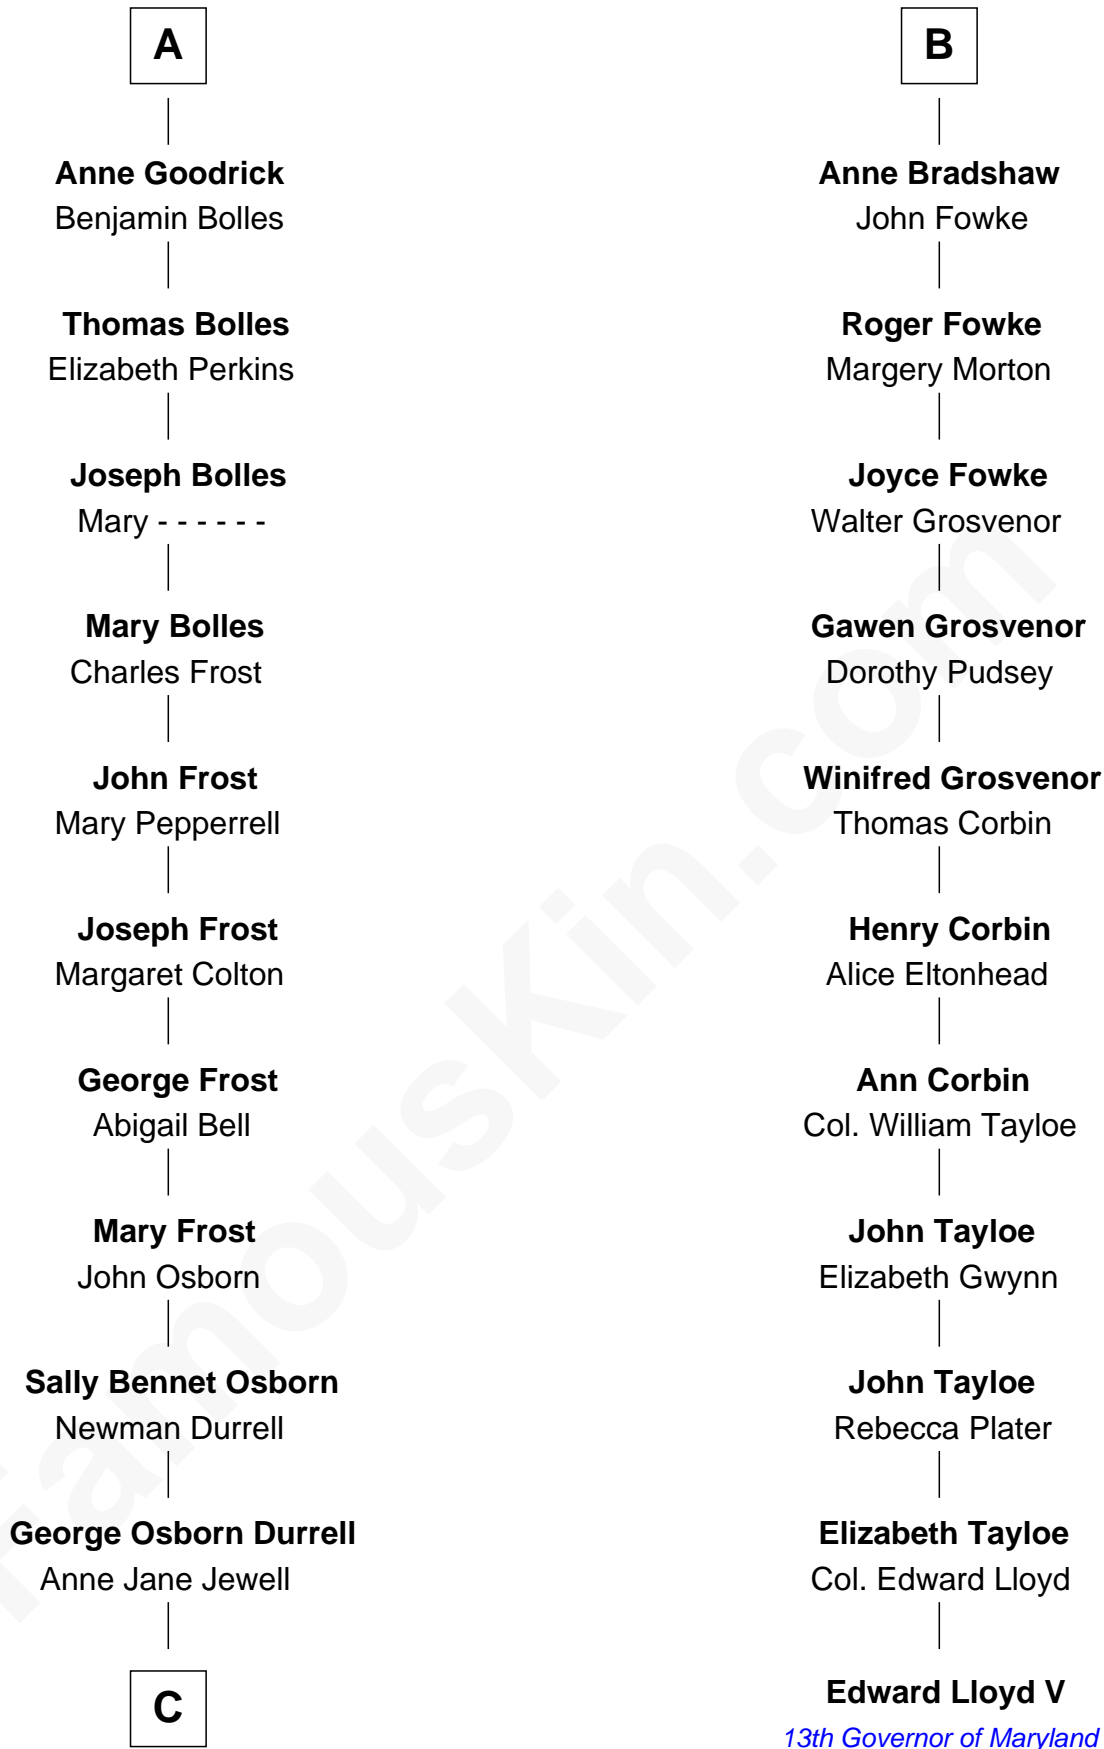 A
Anne Goodrick
Benjamin Bolles
Thomas Bolles
Elizabeth Perkins
Joseph Bolles
Mary - - - - - -
Mary Bolles
Charles Frost
John Frost
Mary Pepperrell
Joseph Frost
Margaret Colton
George Frost
Abigail Bell
Mary Frost
John Osborn
Sally Bennet Osborn
Newman Durrell
George Osborn Durrell
Anne Jane Jewell
C
B
Anne Bradshaw
John Fowke
Roger Fowke
Margery Morton
Joyce Fowke
Walter Grosvenor
Gawen Grosvenor
Dorothy Pudsey
Winifred Grosvenor
Thomas Corbin
Henry Corbin
Alice Eltonhead
Ann Corbin
Col. William Tayloe
John Tayloe
Elizabeth Gwynn
John Tayloe
Rebecca Plater
Elizabeth Tayloe
Col. Edward Lloyd
Edward Lloyd V
13th Governor of Maryland
FamousKin.com